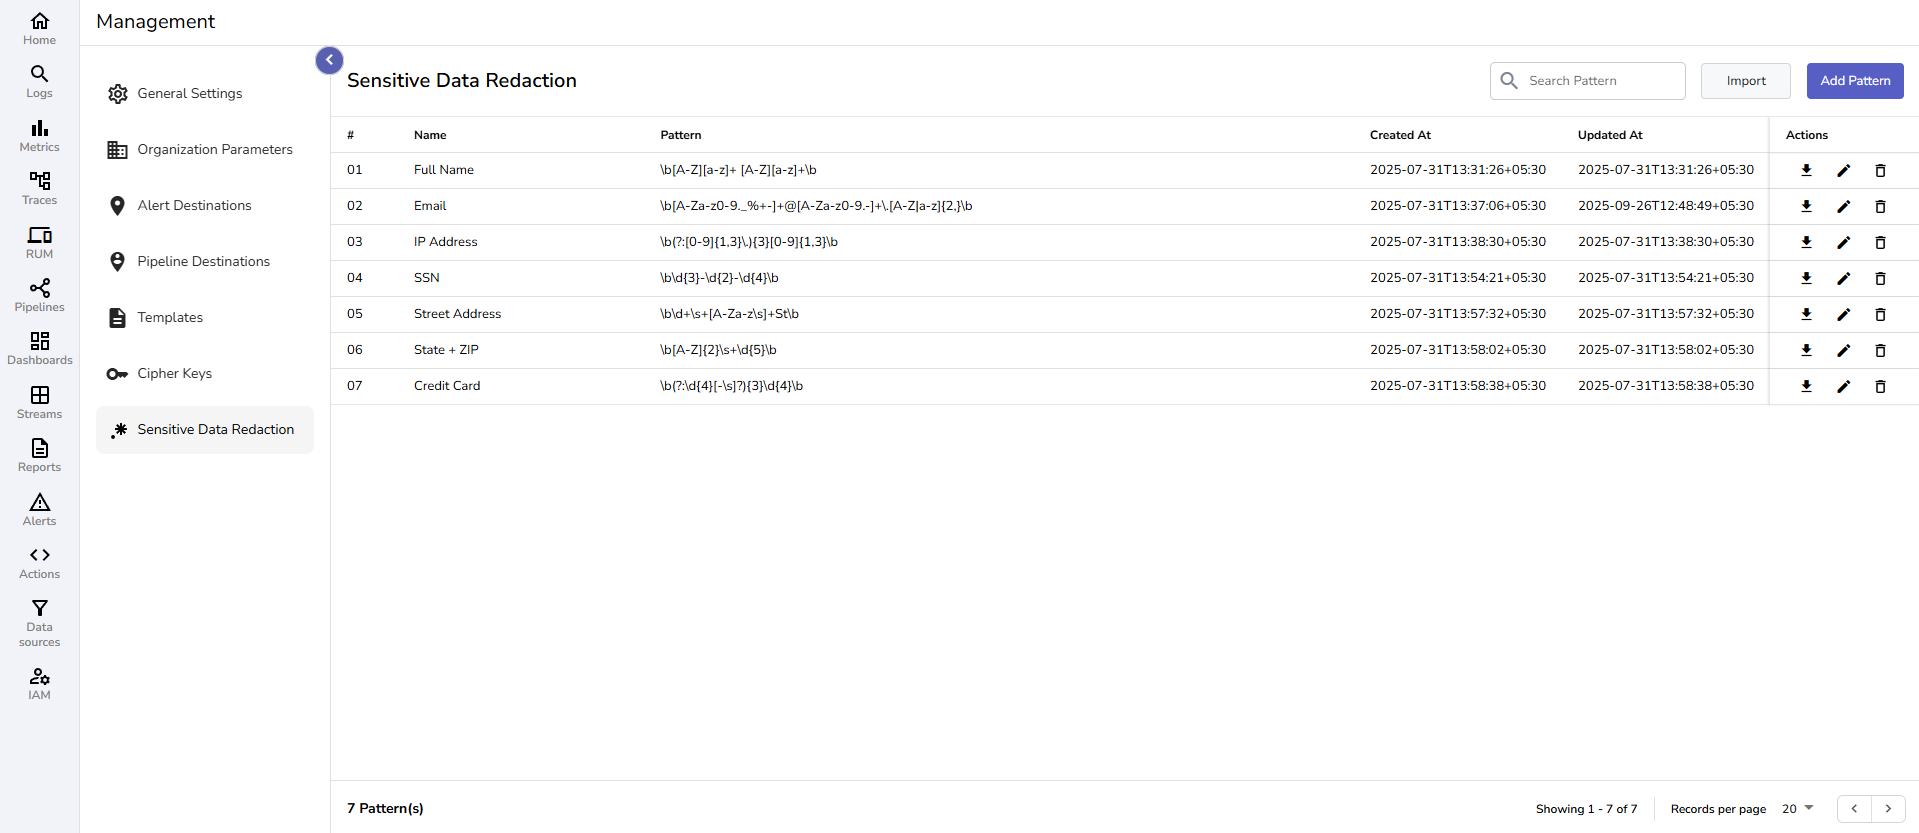 Management
Home
Logs
Metrics
Traces
RUM
Pipelines
Dashboards
Streams
Reports
Alerts
Actions
Data
sources
IAM
General Settings
Organization Parameters
Alert Destinations
Pipeline Destinations
Templates
Cipher Keys
Sensitive Data Redaction
Sensitive Data Redaction
Search Pattern
Import
Add Pattern
# Name Pattern Created At Updated At Actions
01 Full Name \b[A-Z][a-z]+ [A-Z][a-z]+\b 2025-07-31T13:31:26+05:30 2025-07-31T13:31:26+05:30
02 Email \b[A-Za-z0-9._%+-]+@[A-Za-z0-9.-]+\.[A-Z|a-z]{2,}\b 2025-07-31T13:37:06+05:30 2025-09-26T12:48:49+05:30
03 IP Address \b(?:[0-9]{1,3}\.){3}[0-9]{1,3}\b 2025-07-31T13:38:30+05:30 2025-07-31T13:38:30+05:30
04 SSN \b\d{3}-\d{2}-\d{4}\b 2025-07-31T13:54:21+05:30 2025-07-31T13:54:21+05:30
05 Street Address \b\d+\s+[A-Za-z\s]+St\b 2025-07-31T13:57:32+05:30 2025-07-31T13:57:32+05:30
06 State + ZIP \b[A-Z]{2}\s+\d{5}\b 2025-07-31T13:58:02+05:30 2025-07-31T13:58:02+05:30
07 Credit Card \b(?:\d{4}[-\s]?){3}\d{4}\b 2025-07-31T13:58:38+05:30 2025-07-31T13:58:38+05:30
7 Pattern(s)
Showing 1 - 7 of 7
Records per page 20